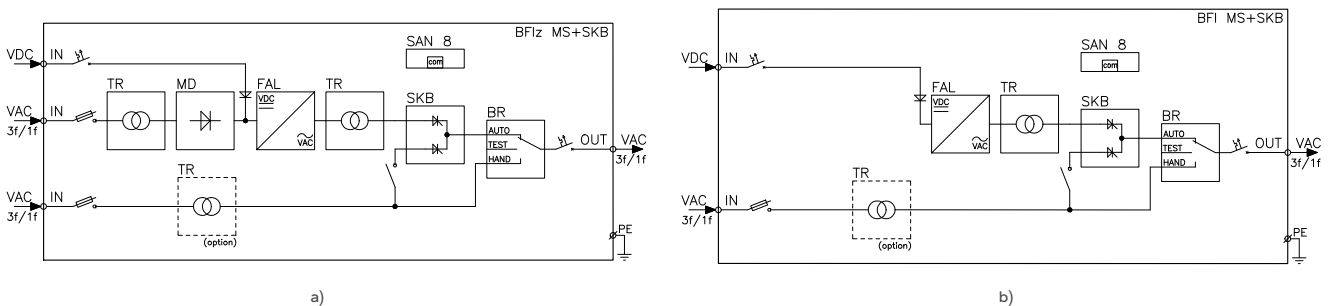 BFIz MS+SKB
VDC IN
SAN 8
com
TR MD FAL TR
VDC
VAC
SKB
BR
VAC IN
3f/1f
AUTO
TEST
HAND
OUT VAC
3f/1f
TR
VAC IN
3f/1f
(option)
PE
a)
BFI MS+SKB
VDC IN
SAN 8
com
FAL TR
VDC
VAC
SKB
BR
AUTO
TEST
HAND
OUT VAC
3f/1f
TR
VAC IN
3f/1f
(option)
PE
b)